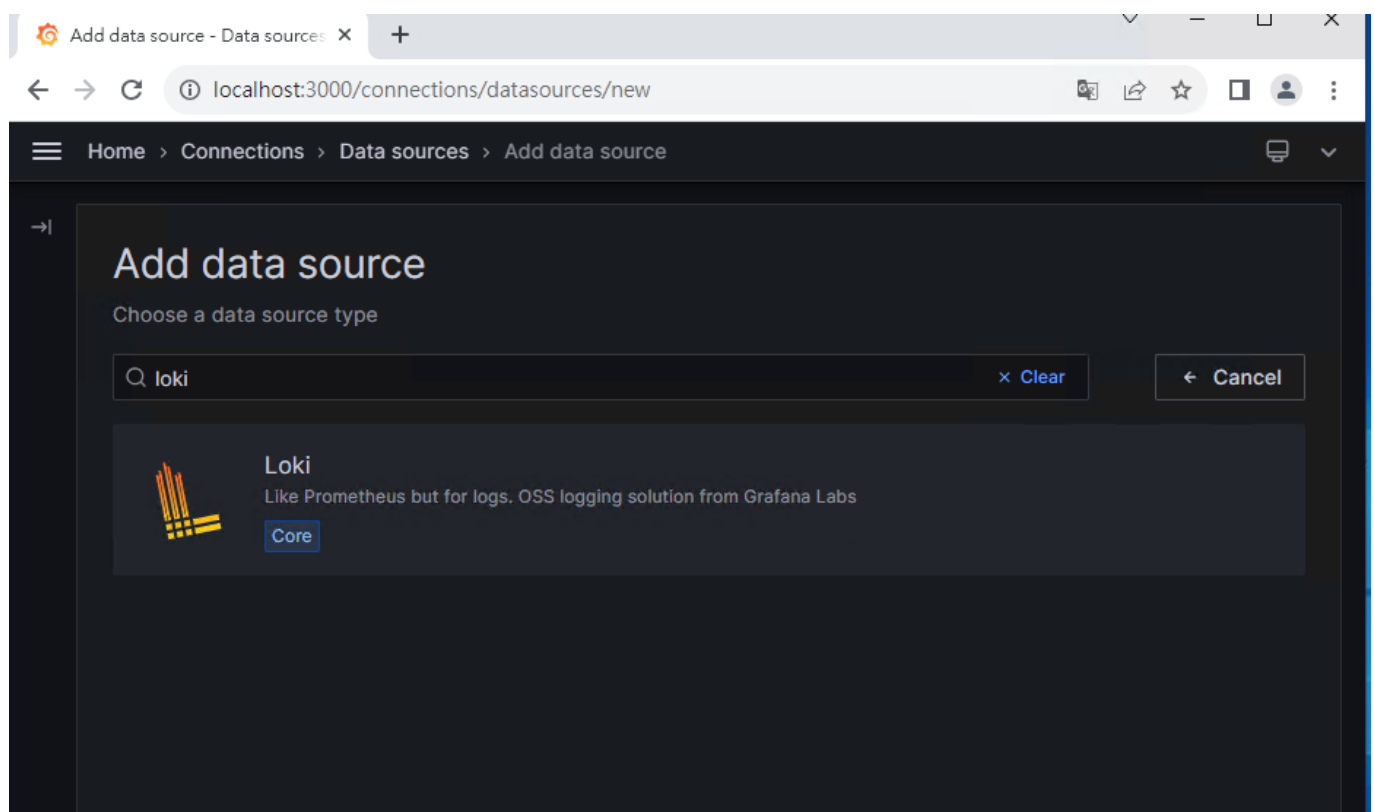 Add data source - Data sources
localhost:3000/connections/datasources/new
Home › Connections › Data sources › Add data source
Add data source
Choose a data source type
loki
Clear
Cancel
Loki
Like Prometheus but for logs. OSS logging solution from Grafana Labs
Core